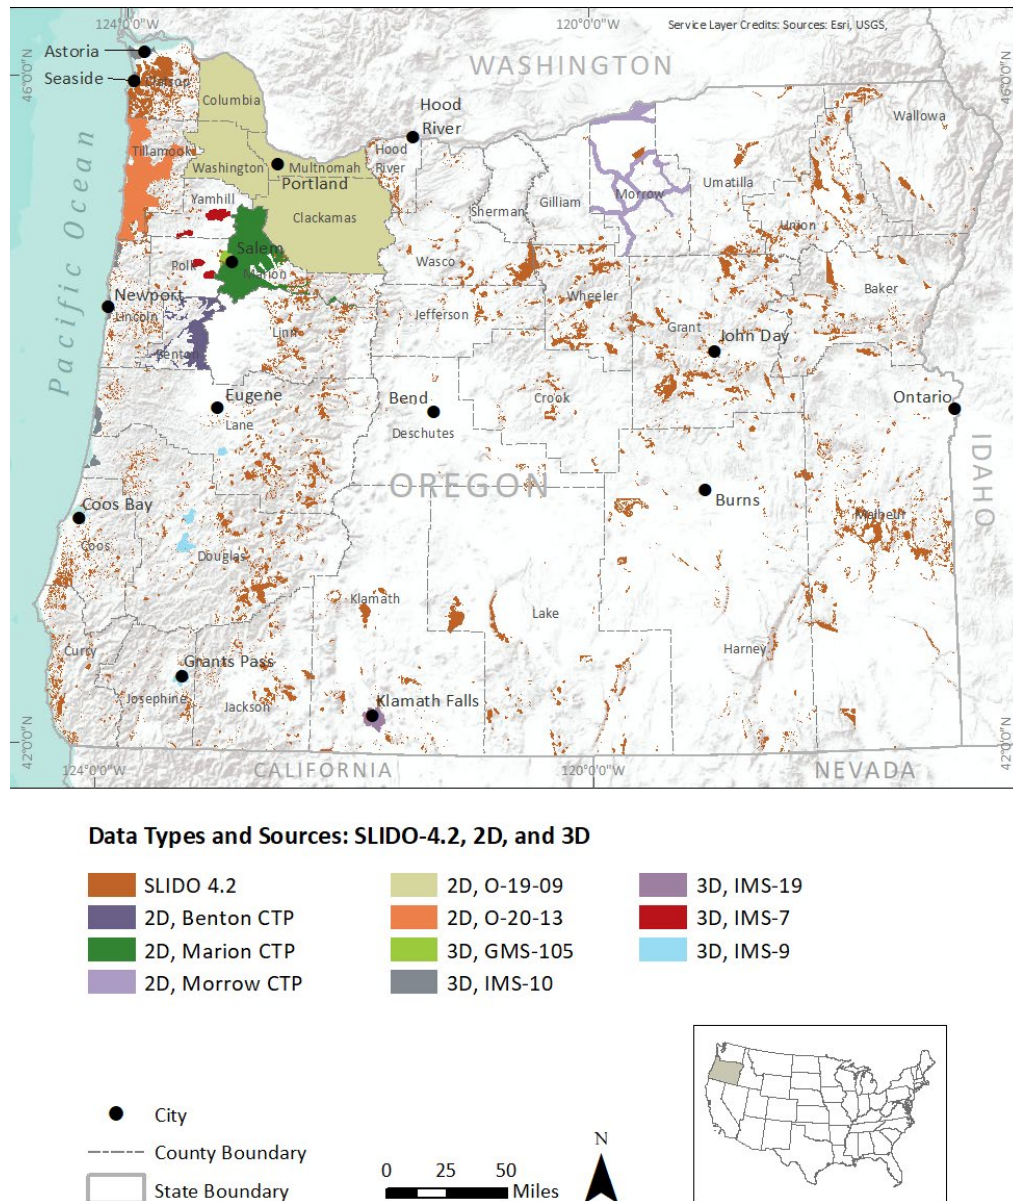 124°0'0"W
120°0'0"W
Service Layer Credits: Sources: Esri, USGS,
46°0'0"N
46°0'0"N
Astoria
Seaside
WASHINGTON
Columbia
Hood
River
Wallowa
Tillamook
Washington
Multnomah
Portland
Hood
River
Morrow
Umatilla
Yamhill
Clackamas
Sherman
Gilliam
Union
Pacific Ocean
Salem
Marion
Polk
Wasco
Wheeler
Baker
Newport
Lincoln
Jefferson
Linn
Grant
John Day
Benton
Eugene
Lane
Bend
Deschutes
Crook
Ontario
OREGON
IDAHO
Burns
Coos Bay
Coos
Malheur
Douglas
Klamath
Lake
Harney
Curry
Grants Pass
Josephine
Jackson
Klamath Falls
42°0'0"N
42°0'0"N
124°0'0"W
CALIFORNIA
120°0'0"W
NEVADA
Data Types and Sources: SLIDO-4.2, 2D, and 3D
SLIDO 4.2
2D, Benton CTP
2D, Marion CTP
2D, Morrow CTP
2D, O-19-09
2D, O-20-13
3D, GMS-105
3D, IMS-10
3D, IMS-19
3D, IMS-7
3D, IMS-9
City
County Boundary
State Boundary
0 25 50
Miles
N